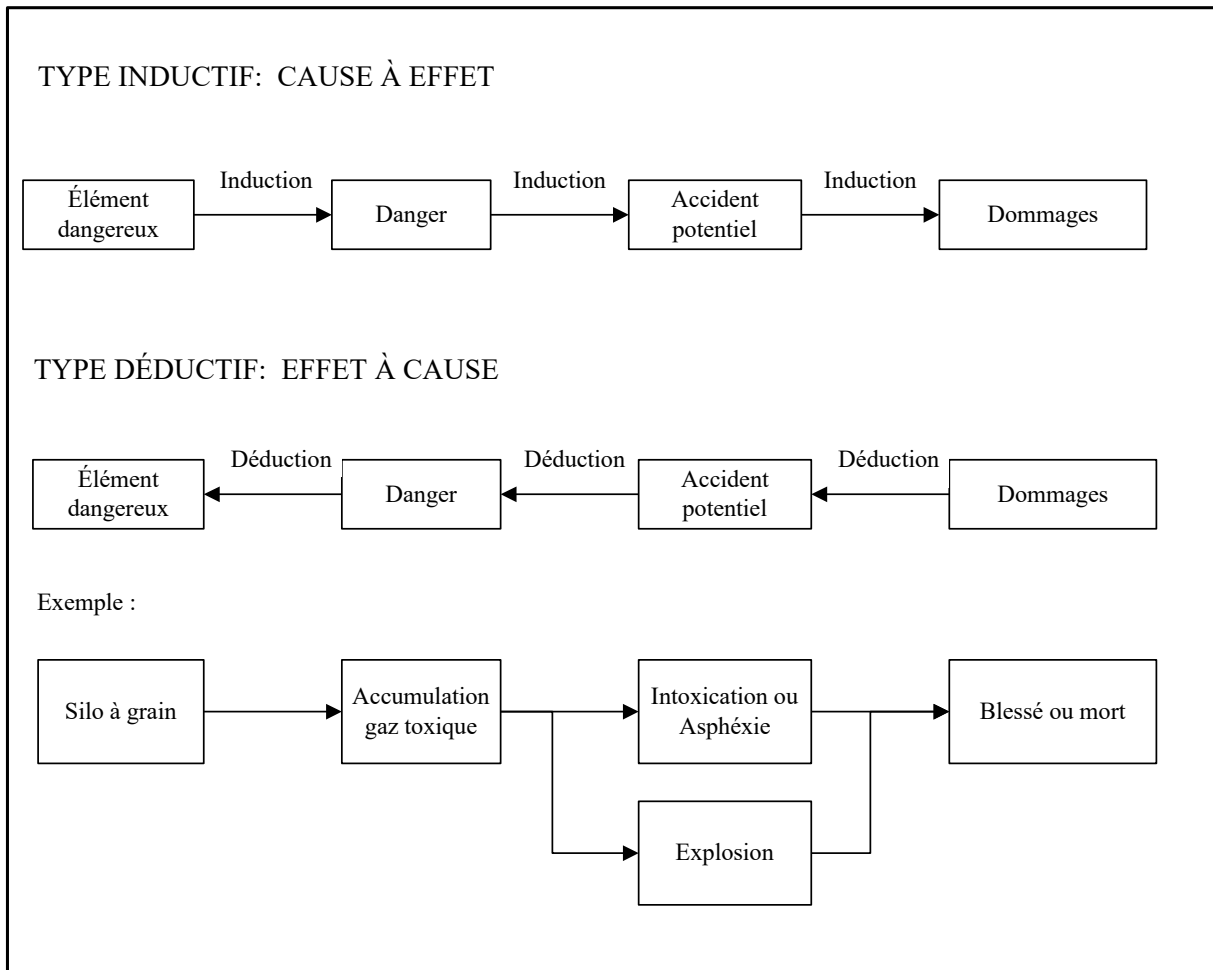 TYPE INDUCTIF: CAUSE À EFFET
Induction
Induction
Induction
Élément
dangereux
Danger
Accident
potentiel
Dommages
TYPE DÉDUCTIF: EFFET À CAUSE
Déduction
Déduction
Déduction
Élément
dangereux
Danger
Accident
potentiel
Dommages
Exemple :
Silo à grain
Accumulation
gaz toxique
Intoxication ou
Asphéxie
Blessé ou mort
Explosion